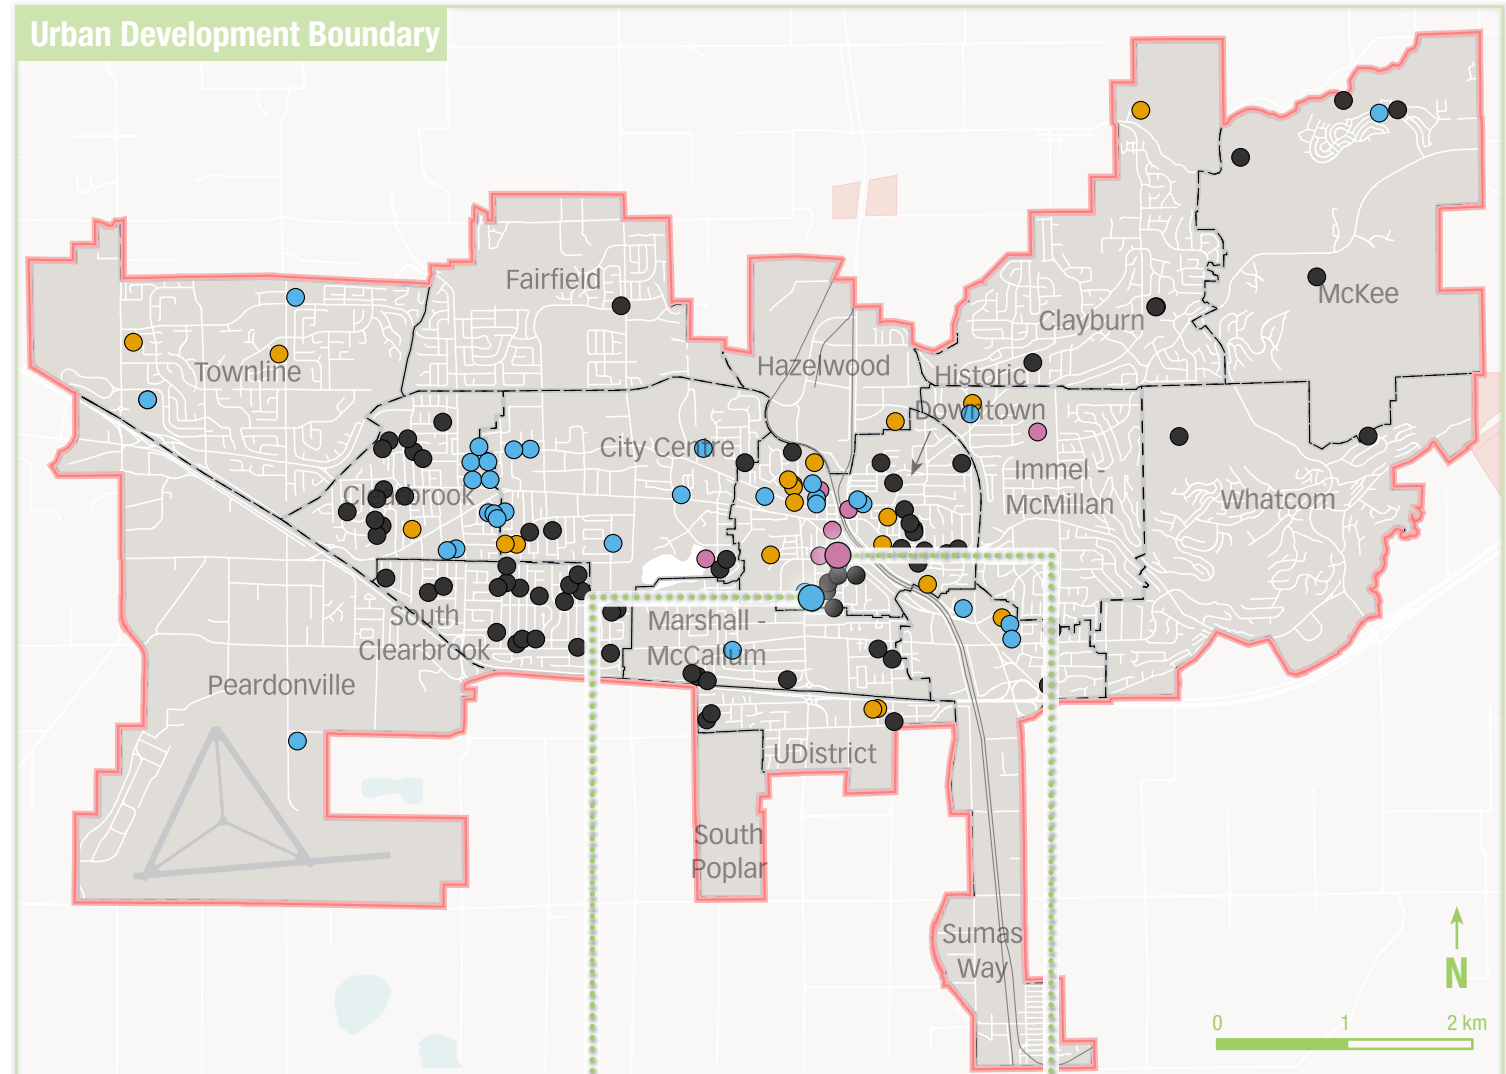 Urban Development Boundary
Fairfield
McKee
Clayburn
Townline
Hazelwood
Historic
Downtown
City Centre
Immel -
McMillan
Clearbrook
Whatcom
South
Clearbrook
Marshall -
McCallum
Peardonville
UDistrict
South
Poplar
Sumas
Way
N
0 1 2 km